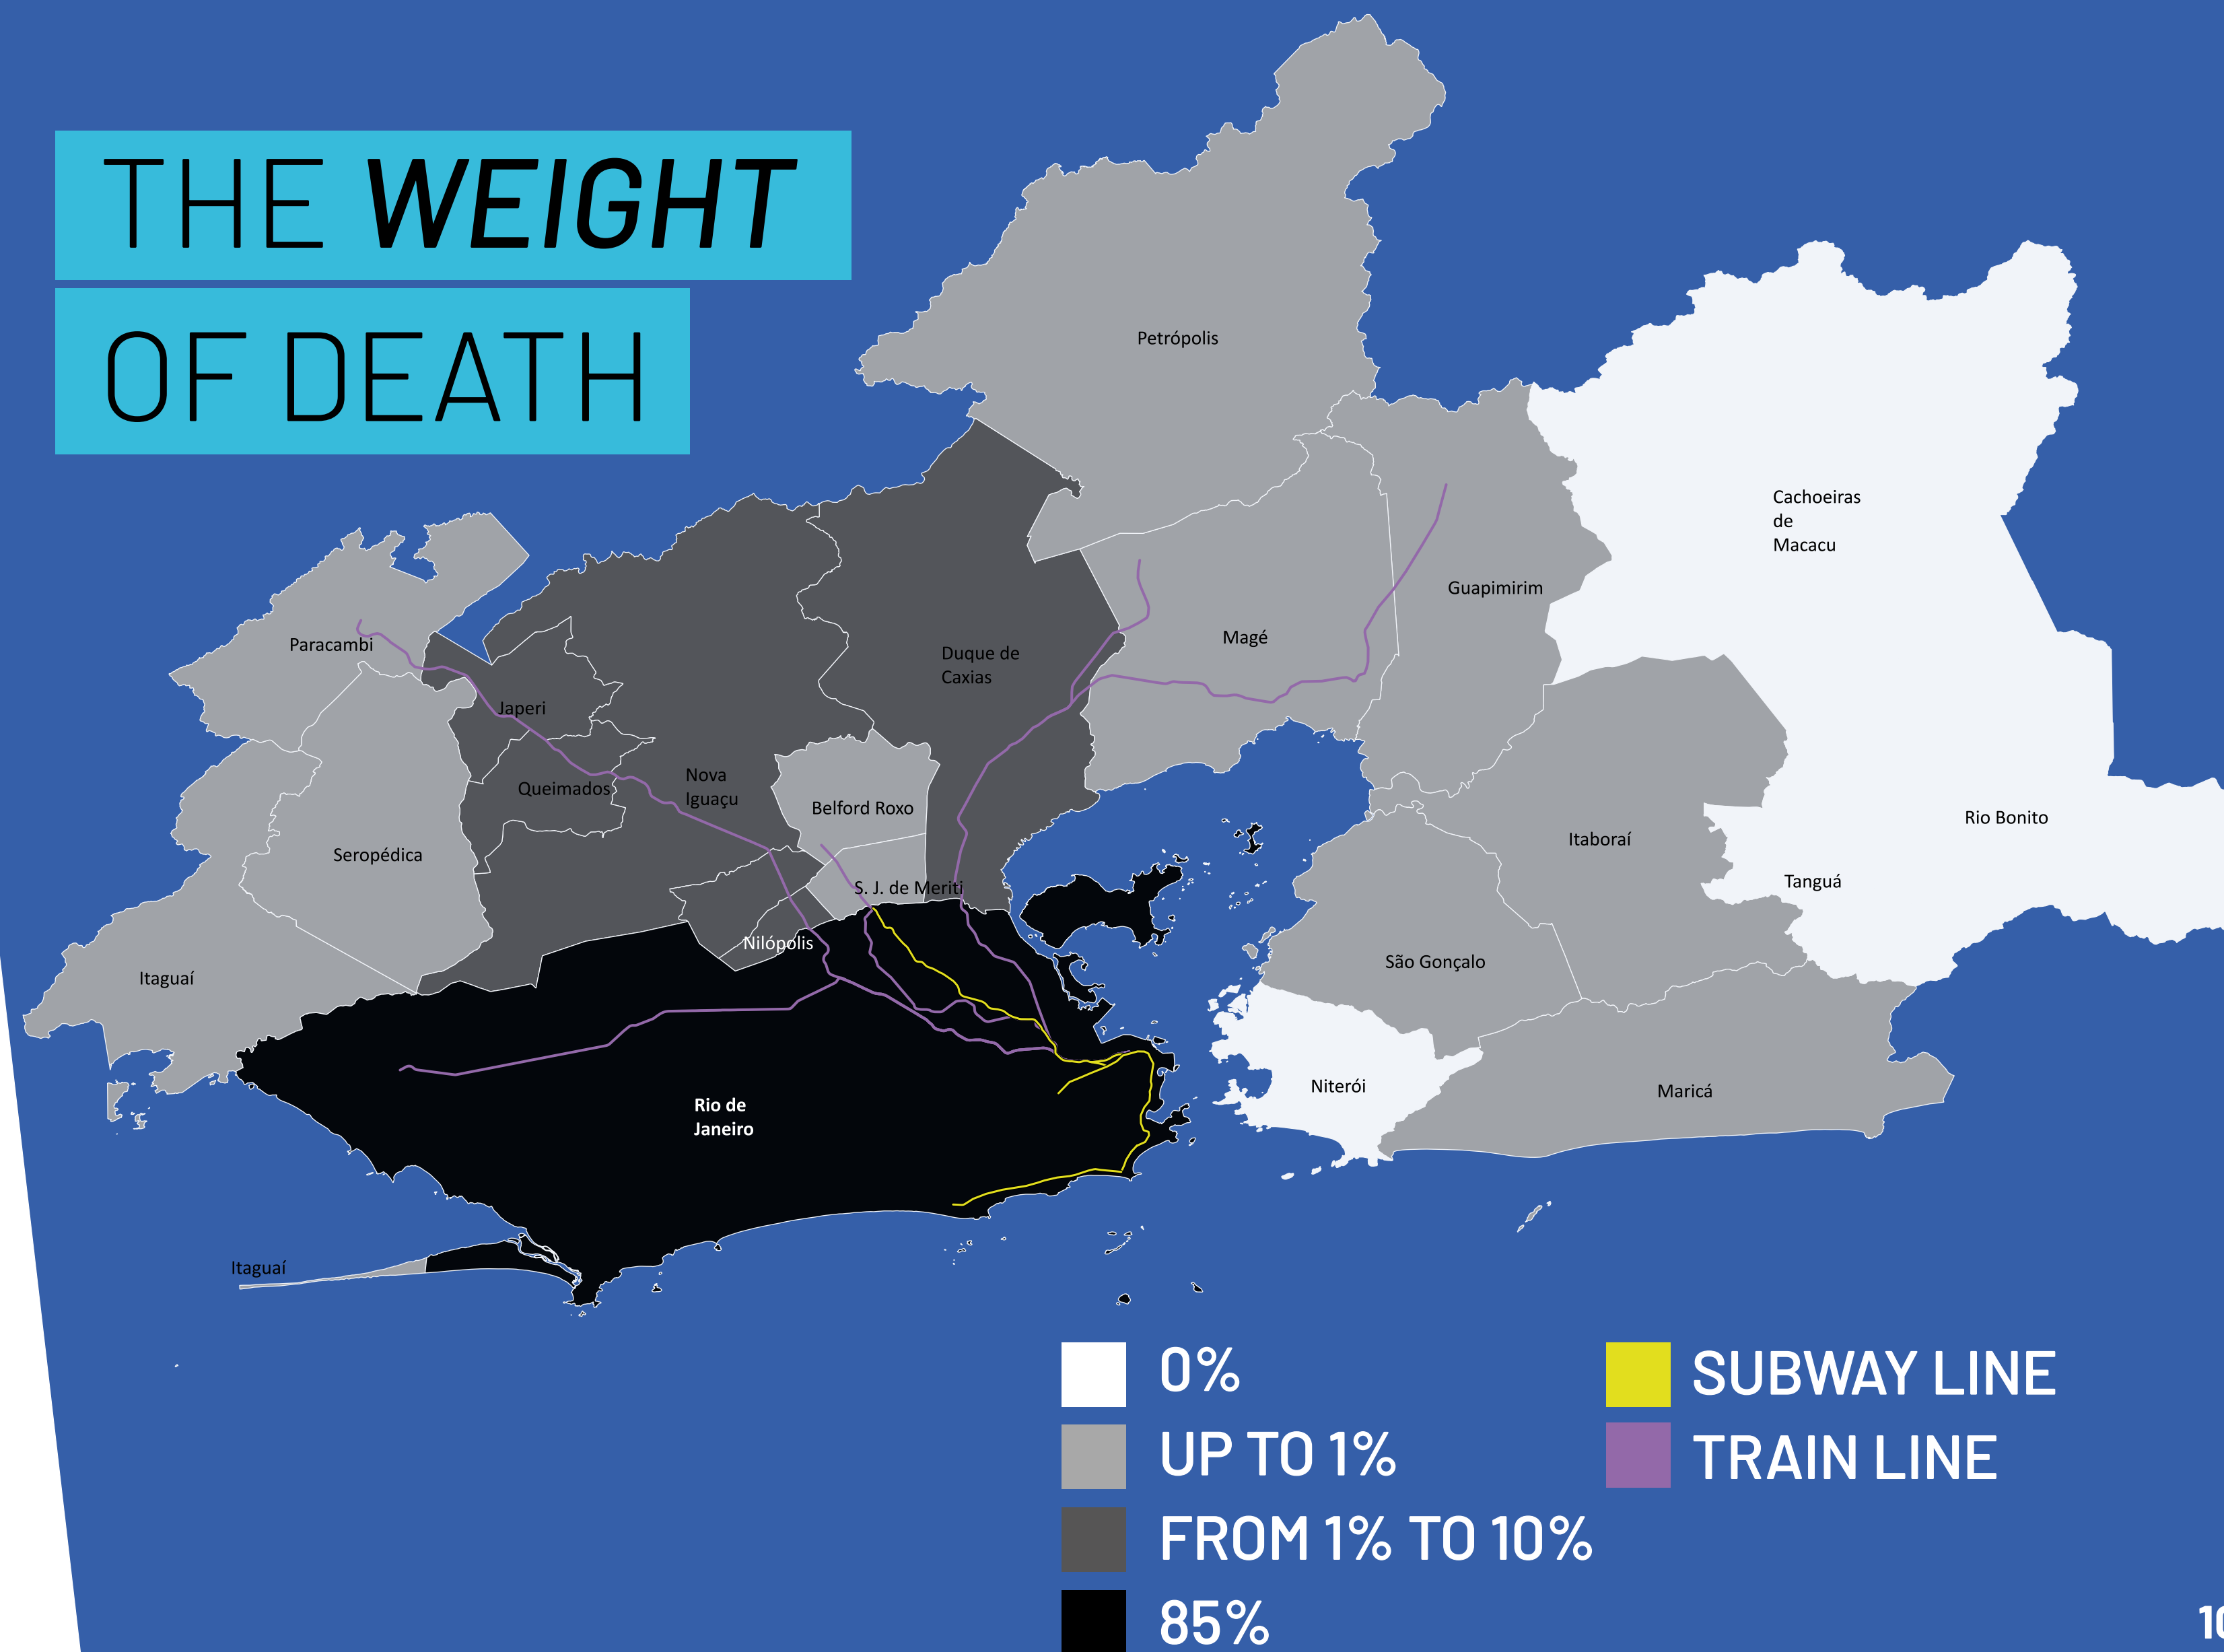 THE WEIGHT
OF DEATH
Petrópolis
Cachoeiras
de
Macacu
Guapimirim
Magé
Paracambi
Duque de
Caxias
Japeri
Nova
Iguaçu
Queimados
Belford Roxo
Rio Bonito
Itaboraí
Seropédica
Tanguá
S. J. de Meriti
Nilópolis
São Gonçalo
Itaguaí
Niterói
Maricá
Rio de
Janeiro
Itaguaí
0%
UP TO 1%
FROM 1% TO 10%
85%
SUBWAY LINE
TRAIN LINE